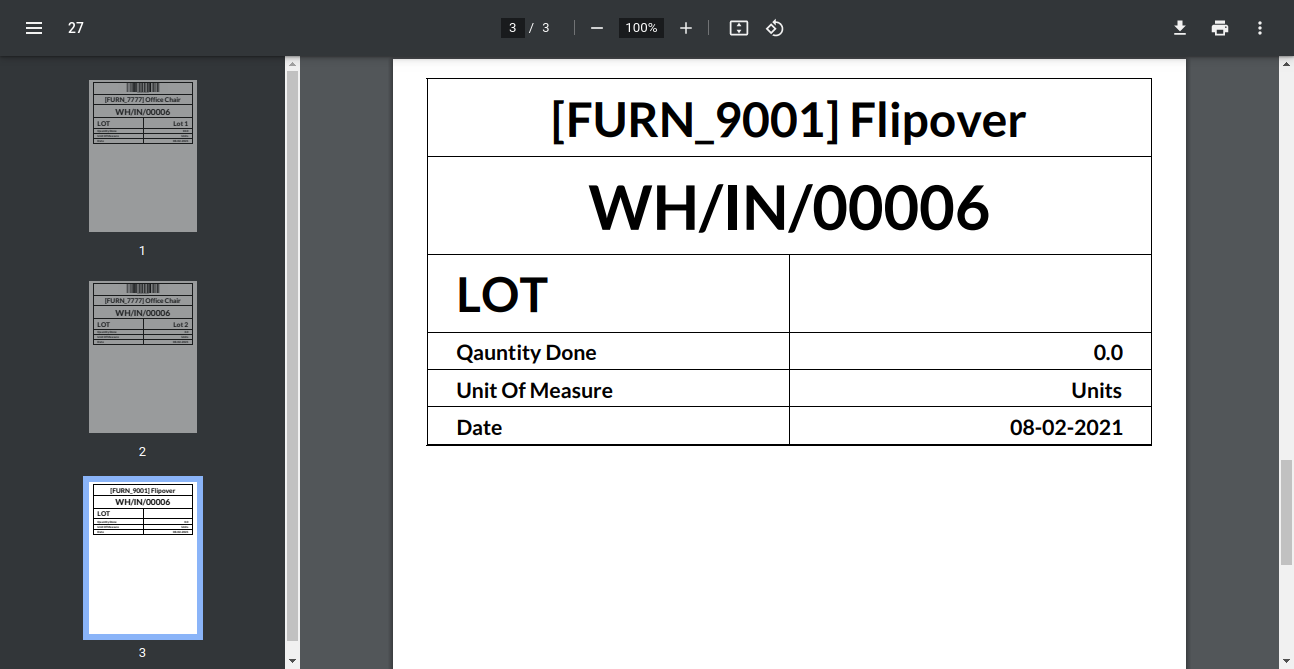 27
3 / 3
100%
[FURN_7777] Office Chair
WH/IN/00006
LOT Lot 1
1
[FURN_7777] Office Chair
WH/IN/00006
LOT Lot 2
2
[FURN_9001] Flipover
WH/IN/00006
LOT
3
[FURN_9001] Flipover
WH/IN/00006
LOT
Qauntity Done 0.0
Unit Of Measure Units
Date 08-02-2021